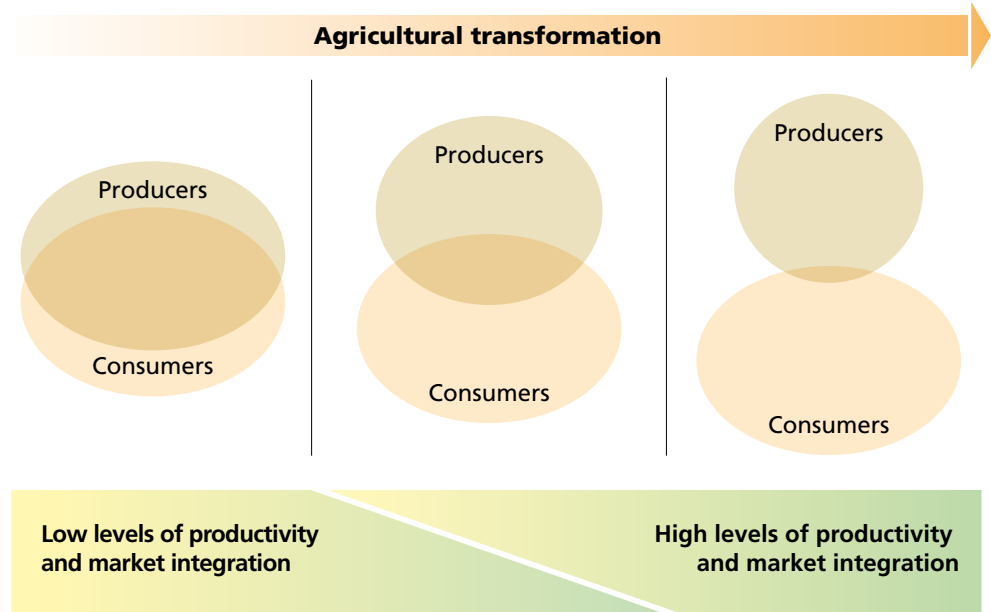 Agricultural transformation
Producers
Consumers
Producers
Consumers
Producers
Consumers
Low levels of productivity
and market integration
High levels of productivity
and market integration